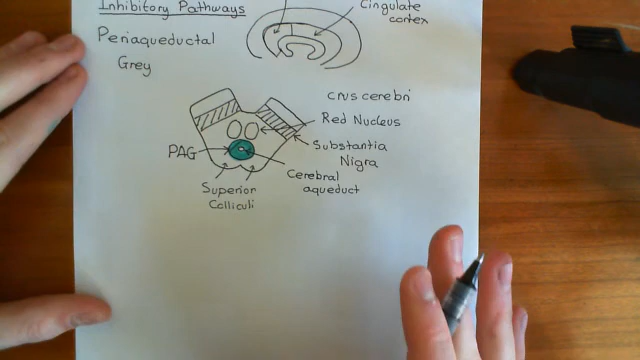 Inhibitory Pathways
Periaqueductal
Grey
Cingulate
cortex
crus cerebri
Red Nucleus
Substantia
Nigra
PAG
Cerebral
aqueduct
Superior
Colliculi